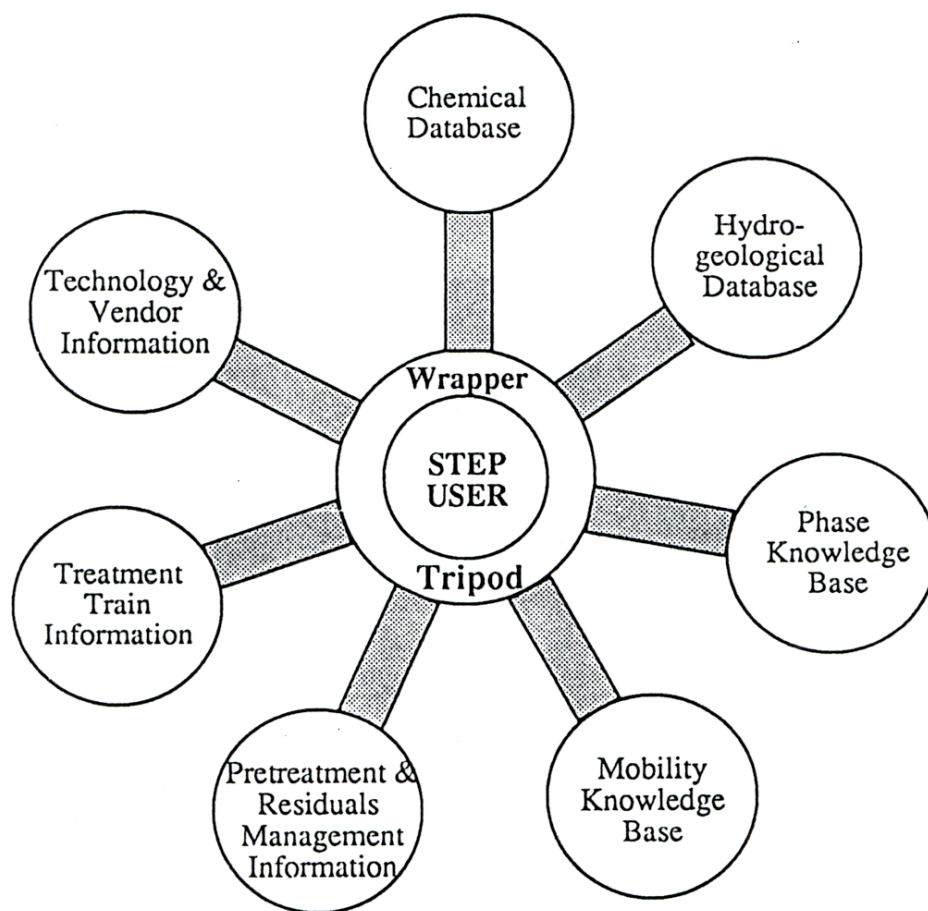 Chemical
Database
Hydro-
geological
Database
Technology &
Vendor
Information
Wrapper
STEP
USER
Tripod
Phase
Knowledge
Base
Treatment
Train
Information
Pretreatment &
Residuals
Management
Information
Mobility
Knowledge
Base